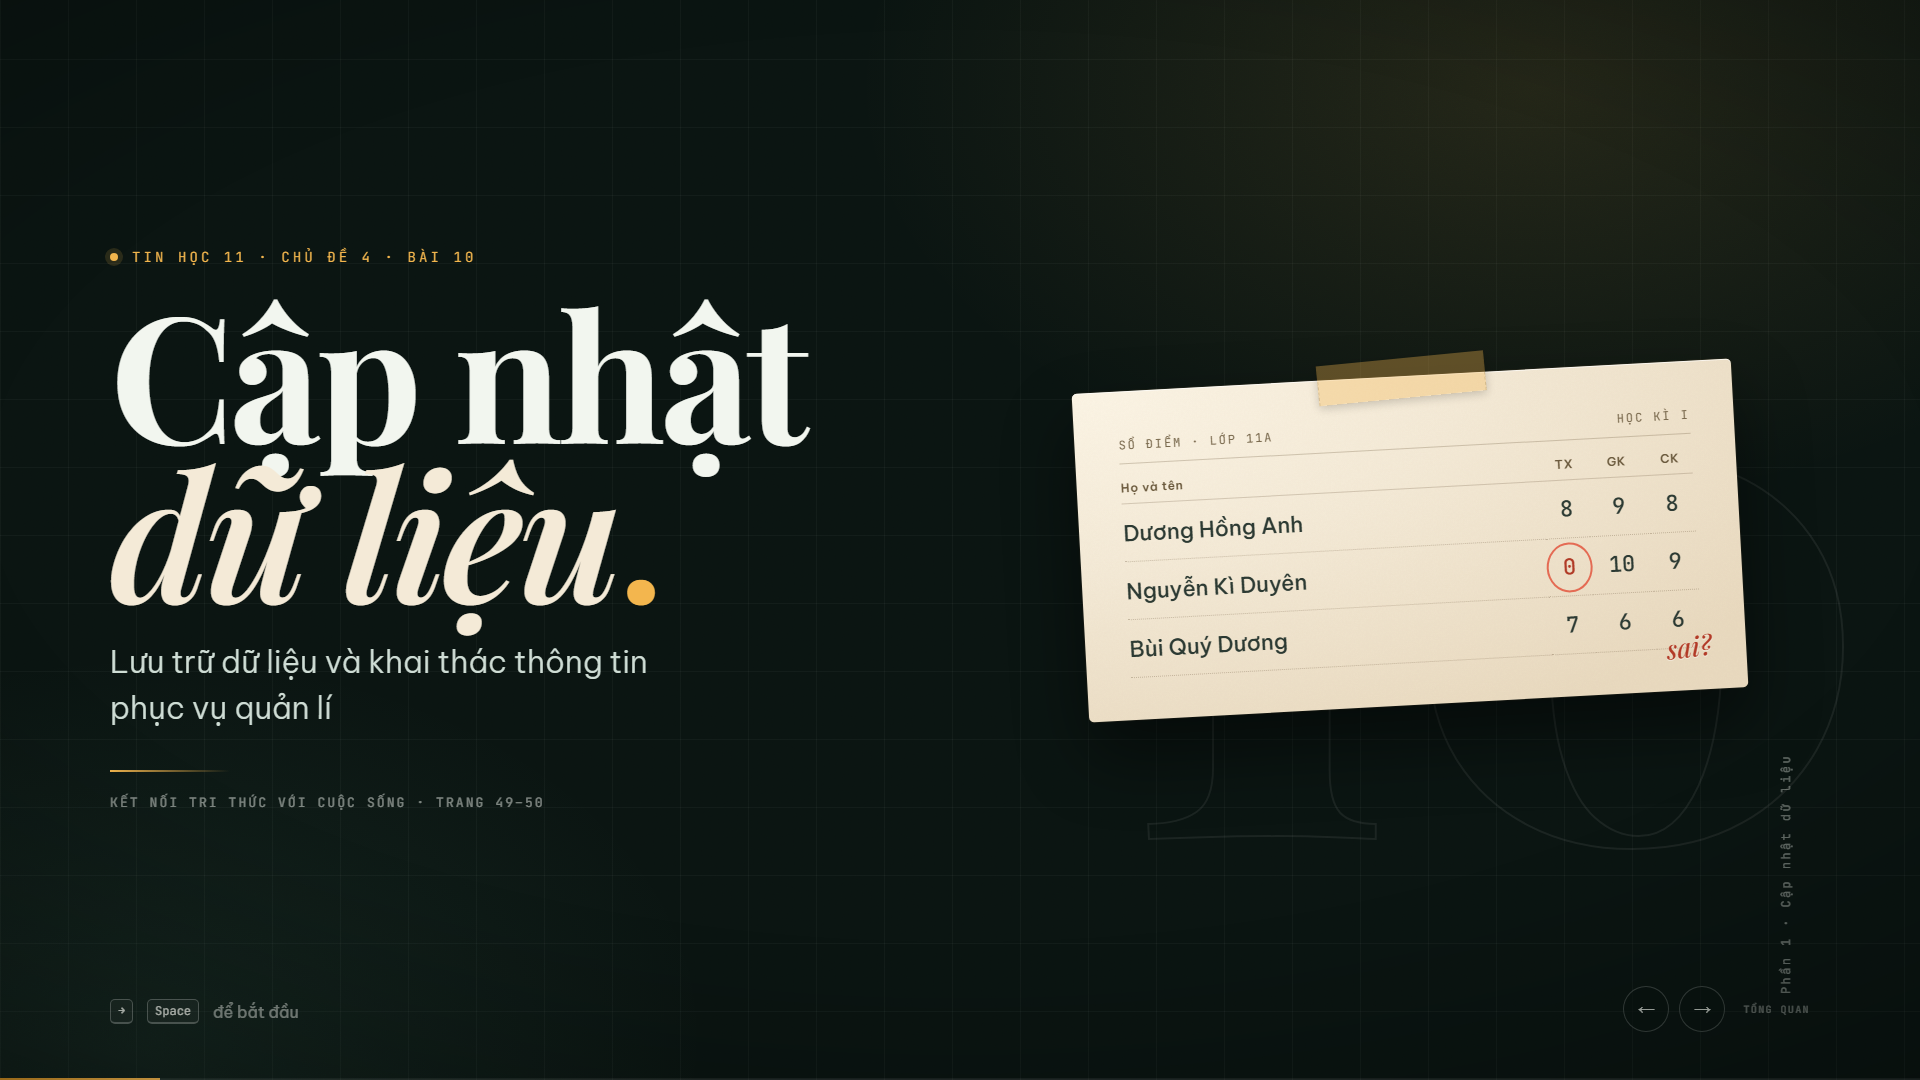 TIN HỌC 11 · CHỦ ĐỀ 4 · BÀI 10
Cập nhật
dữ liệu.
Lưu trữ dữ liệu và khai thác thông tin
phục vụ quản lí
KẾT NỐI TRI THỨC VỚI CUỘC SỐNG · TRANG 49–50
SỔ ĐIỂM · LỚP 11A HỌC KÌ I
Họ và tên TX GK CK
Dương Hồng Anh 8 9 8
Nguyễn Kì Duyên 0 10 9
Bùi Quý Dương 7 6 6
sai?
10
Phần 1 · Cập nhật dữ liệu
→ Space để bắt đầu
← → TỔNG QUAN